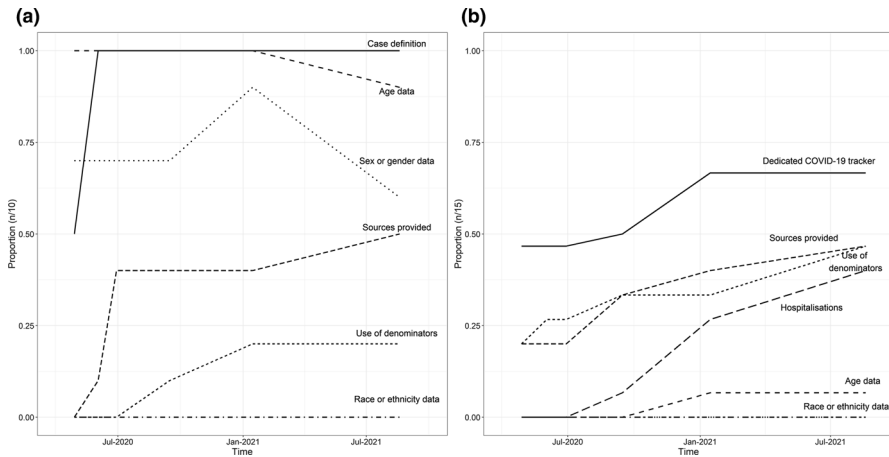 (a)
Proportion (n/10)
1.00
0.75
0.50
0.25
0.00
Case definition
Age data
Sex or gender data
Sources provided
Use of denominators
Race or ethnicity data
Jul-2020
Jan-2021
Jul-2021
Time
(b)
Proportion (n/15)
1.00
0.75
0.50
0.25
0.00
Dedicated COVID-19 tracker
Sources provided
Use of
denominators
Hospitalisations
Age data
Race or ethnicity data
Jul-2020
Jan-2021
Jul-2021
Time